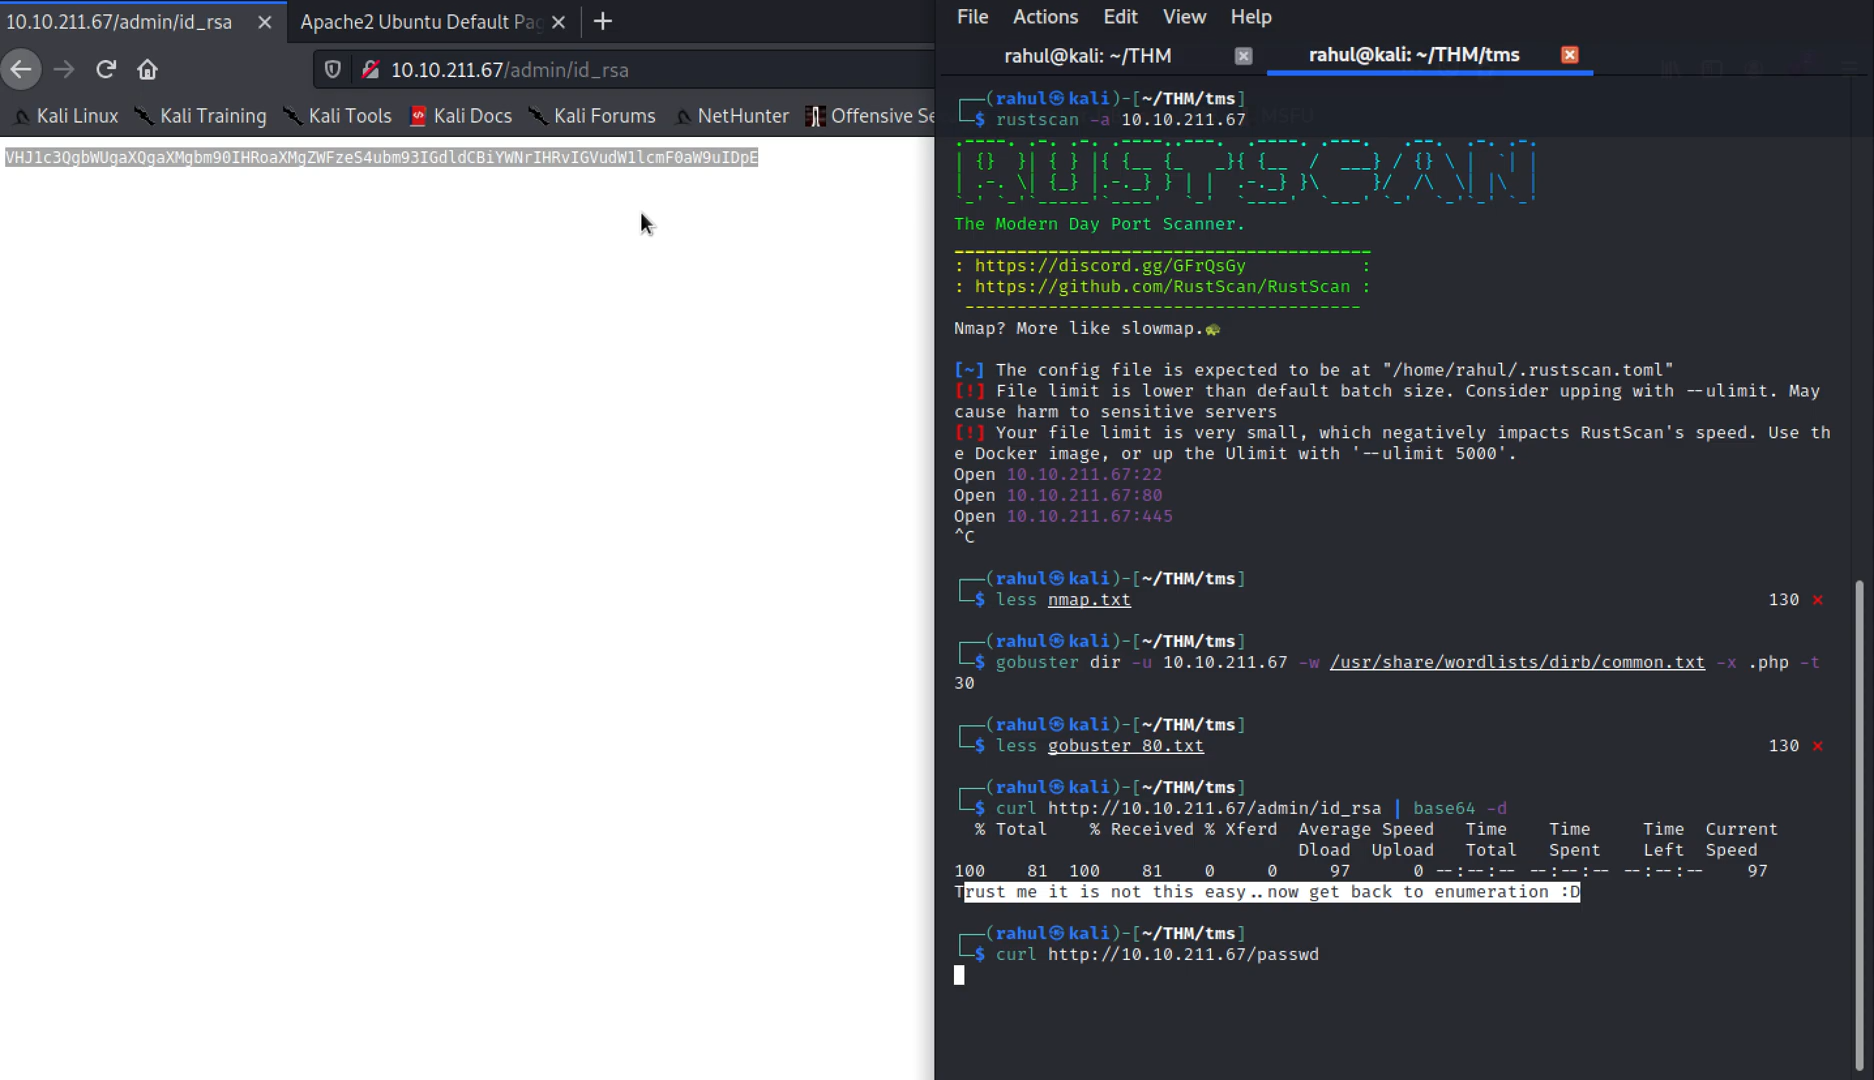 10.10.211.67/admin/id_rsa
Apache2 Ubuntu Default Pag
10.10.211.67/admin/id_rsa
Kali Linux Kali Training Kali Tools Kali Docs Kali Forums NetHunter Offensive Se
VHJ1c3QgbWUgaXQgaXMgbm90IHRoaXMgZWFzeS4ubm93IGdldCBiYWNrIHRvIGVudW1lcmF0aW9uIDpE
File Actions Edit View Help
rahul@kali: ~/THM
rahul@kali: ~/THM/tms
(rahul㉿kali)-[~/THM/tms]
$ rustscan -a 10.10.211.67
The Modern Day Port Scanner.
: https://discord.gg/GFrQsGy :
: https://github.com/RustScan/RustScan :
Nmap? More like slowmap.🐢
[~] The config file is expected to be at "/home/rahul/.rustscan.toml"
[!] File limit is lower than default batch size. Consider upping with --ulimit. May
cause harm to sensitive servers
[!] Your file limit is very small, which negatively impacts RustScan's speed. Use th
e Docker image, or up the Ulimit with '--ulimit 5000'.
Open 10.10.211.67:22
Open 10.10.211.67:80
Open 10.10.211.67:445
^C
(rahul㉿kali)-[~/THM/tms]
$ less nmap.txt 130 ⨯
(rahul㉿kali)-[~/THM/tms]
$ gobuster dir -u 10.10.211.67 -w /usr/share/wordlists/dirb/common.txt -x .php -t
30
(rahul㉿kali)-[~/THM/tms]
$ less gobuster_80.txt 130 ⨯
(rahul㉿kali)-[~/THM/tms]
$ curl http://10.10.211.67/admin/id_rsa | base64 -d
% Total % Received % Xferd Average Speed Time Time Time Current
Dload Upload Total Spent Left Speed
100 81 100 81 0 0 97 0 --:--:-- --:--:-- --:--:-- 97
Trust me it is not this easy..now get back to enumeration :D
(rahul㉿kali)-[~/THM/tms]
$ curl http://10.10.211.67/passwd